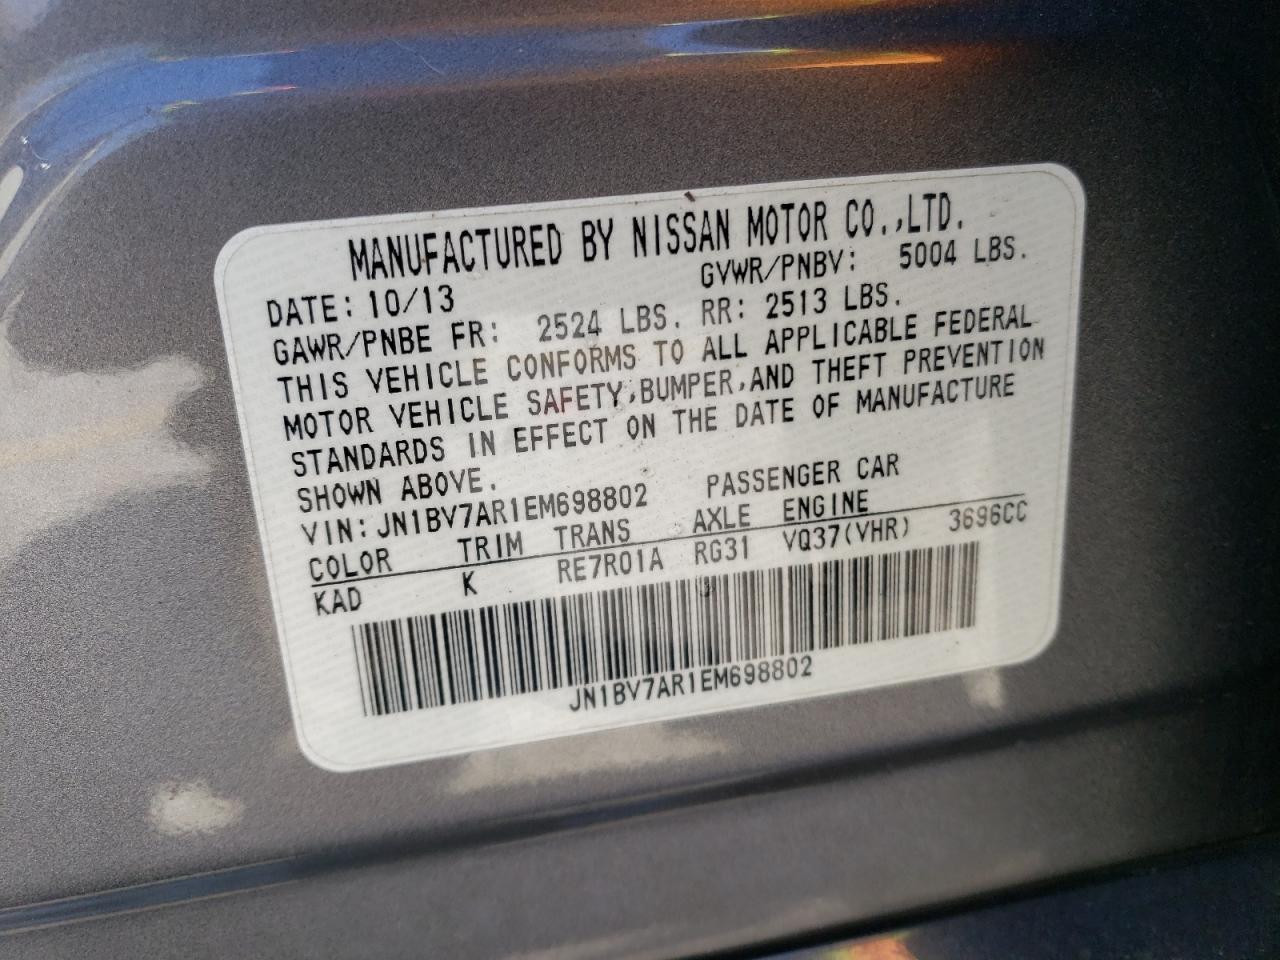 MANUFACTURED BY NISSAN MOTOR CO.,LTD.
DATE: 10/13 GVWR/PNBV: 5004 LBS.
GAWR/PNBE FR: 2524 LBS. RR: 2513 LBS.
THIS VEHICLE CONFORMS TO ALL APPLICABLE FEDERAL
MOTOR VEHICLE SAFETY,BUMPER,AND THEFT PREVENTION
STANDARDS IN EFFECT ON THE DATE OF MANUFACTURE
SHOWN ABOVE.
VIN: JN1BV7AR1EM698802 PASSENGER CAR
COLOR TRIM TRANS AXLE ENGINE
KAD K RE7R01A RG31 VQ37(VHR) 3696CC
JN1BV7AR1EM698802